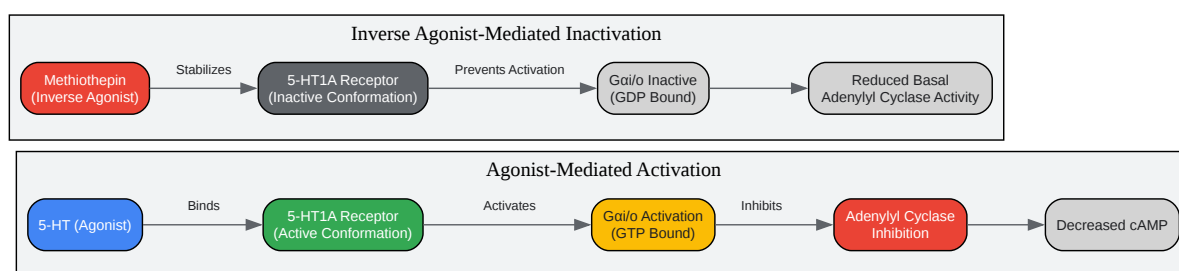 Inverse Agonist-Mediated Inactivation
Methiothepin
(Inverse Agonist)
Stabilizes
5-HT1A Receptor
(Inactive Conformation)
Prevents Activation
Gαi/o Inactive
(GDP Bound)
Reduced Basal
Adenylyl Cyclase Activity
Agonist-Mediated Activation
5-HT (Agonist)
Binds
5-HT1A Receptor
(Active Conformation)
Activates
Gαi/o Activation
(GTP Bound)
Inhibits
Adenylyl Cyclase
Inhibition
Decreased cAMP